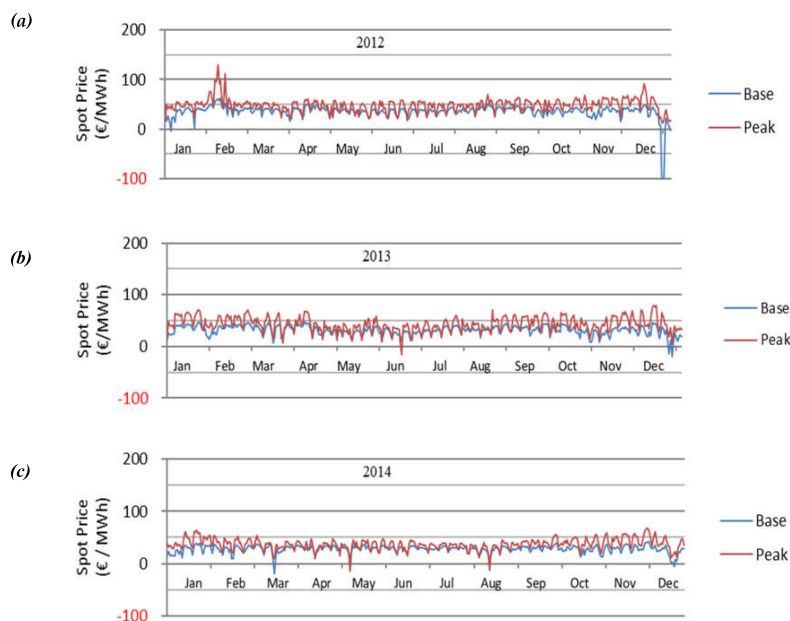 (a)
2012
Spot Price
(€/MWh)
200
100
0
-100
Jan Feb Mar Apr May Jun Jul Aug Sep Oct Nov Dec
Base
Peak
(b)
2013
Spot Price
(€/MWh)
200
100
0
-100
Jan Feb Mar Apr May Jun Jul Aug Sep Oct Nov Dec
Base
Peak
(c)
2014
Spot Price
(€ / MWh)
200
100
0
-100
Jan Feb Mar Apr May Jun Jul Aug Sep Oct Nov Dec
Base
Peak